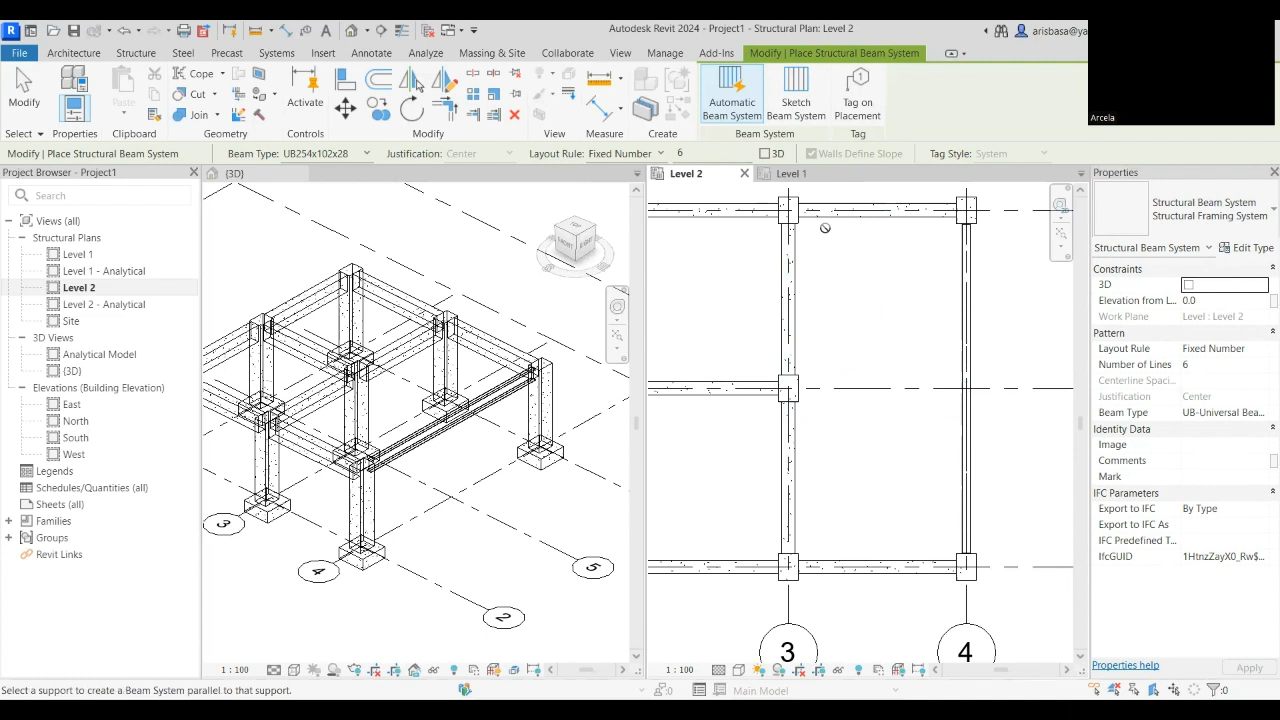 Autodesk Revit 2024 - Project1 - Structural Plan: Level 2
arisbasa@ya
File Architecture Structure Steel Precast Systems Insert Annotate Analyze Massing & Site Collaborate View Manage Addins Modify | Place Structural Beam System
Modify Paste Cope Cut Join Activate Automatic Beam System Sketch Beam System Tag on Placement
Select Properties Clipboard Geometry Controls Modify View Measure Create Beam System Tag
Arcela
Modify | Place Structural Beam System Beam Type: UB254x102x28 Justification: Center Layout Rule: Fixed Number 6 3D Walls Define Slope Tag Style: System
Project Browser - Project1
Search
Views (all)
Structural Plans
Level 1
Level 1 - Analytical
Level 2
Level 2 - Analytical
Site
3D Views
Analytical Model
{3D}
Elevations (Building Elevation)
East
North
South
West
Legends
Schedules/Quantities (all)
Sheets (all)
Families
Groups
Revit Links
{3D}
FRONT
3
4
5
2
1 : 100
Level 2 Level 1
3 4
1 : 100
Properties
Structural Beam System
Structural Framing System
Structural Beam System Edit Type
Constraints
3D
Elevation from L... 0.0
Work Plane Level : Level 2
Pattern
Layout Rule Fixed Number
Number of Lines 6
Centerline Spaci...
Justification Center
Beam Type UB-Universal Bea...
Identity Data
Image
Comments
Mark
IFC Parameters
Export to IFC By Type
Export to IFC As
IFC Predefined T...
IfcGUID 1HtnzZayX0_Rw$...
Properties help Apply
Select a support to create a Beam System parallel to that support. :0 Main Model :0